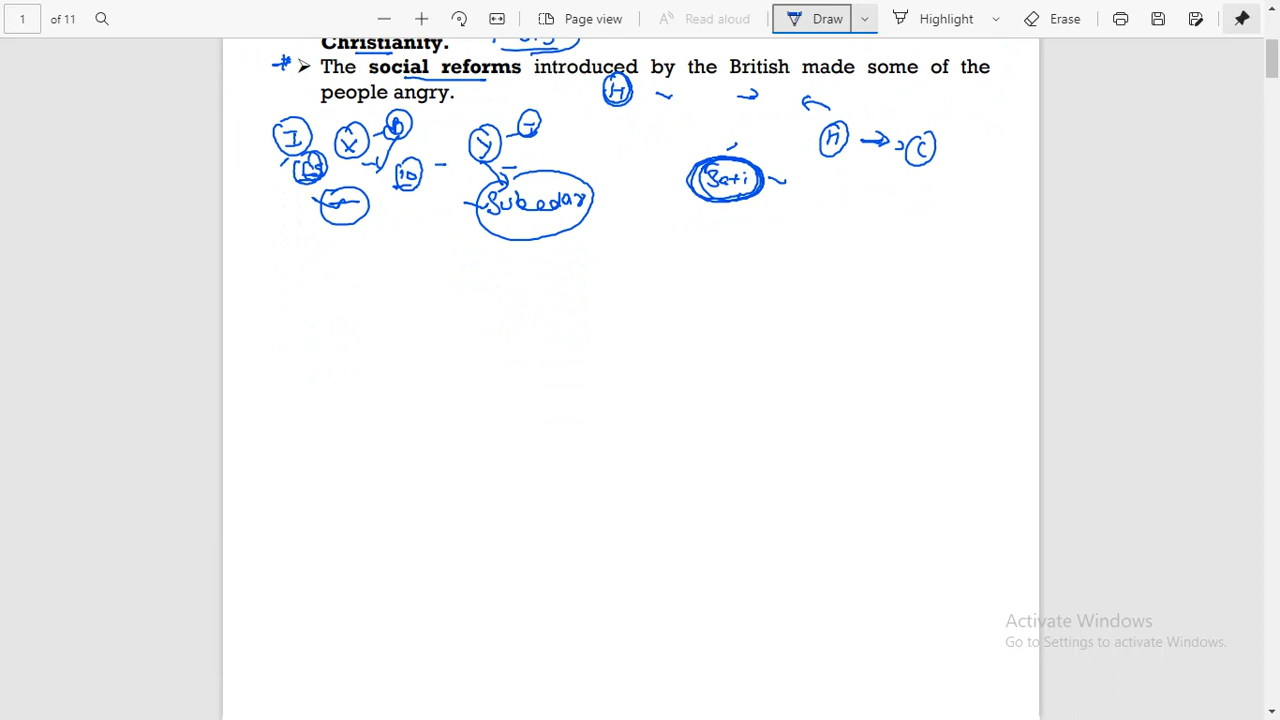 1 of 11 Page view Read aloud Draw Highlight Erase
Christianity.
The social reforms introduced by the British made some of the
people angry.
H
I X
Y
H → C
10
Sati
Subedar
Activate Windows
Go to Settings to activate Windows.